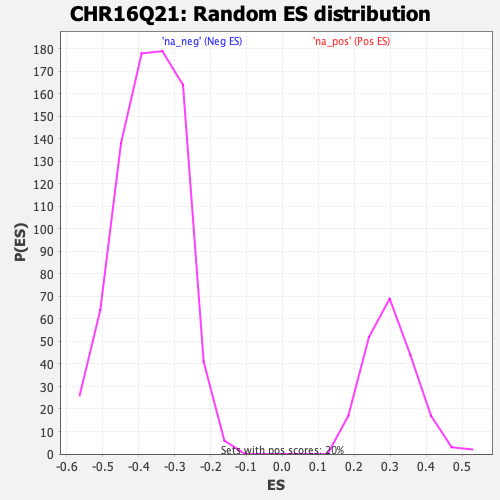 CHR16Q21: Random ES distribution
'na_neg' (Neg ES)
'na_pos' (Pos ES)
180
170
160
150
140
130
120
110
100
90
80
70
60
50
40
30
20
10
0
P(ES)
Sets with pos scores: 20%
-0.6 -0.5 -0.4 -0.3 -0.2 -0.1 0.0 0.1 0.2 0.3 0.4 0.5
ES